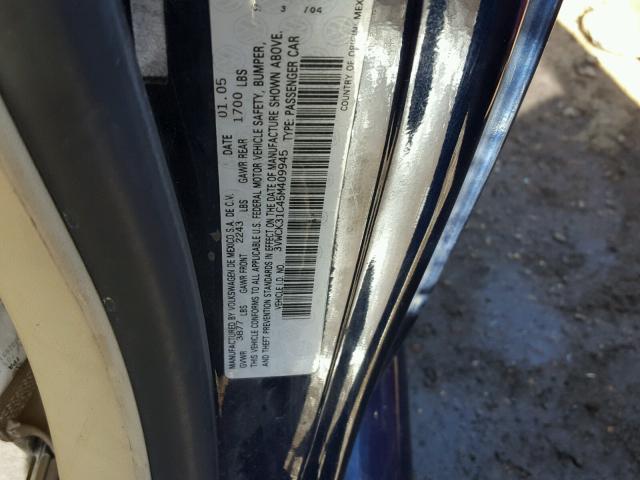 MANUFACTURED BY VOLKSWAGEN DE MEXICO S.A. DE C.V. DATE 01.05
GVWR 3877 LBS GAWR FRONT 2243 LBS GAWR REAR 1700 LBS
THIS VEHICLE CONFORMS TO ALL APPLICABLE U.S. FEDERAL MOTOR VEHICLE SAFETY, BUMPER,
AND THEFT PREVENTION STANDARDS IN EFFECT ON THE DATE OF MANUFACTURE SHOWN ABOVE.
VEHICLE I.D. NO. 3VWCK31C45M409945 TYPE: PASSENGER CAR
3 /04
COUNTRY OF ORIGIN: MEX